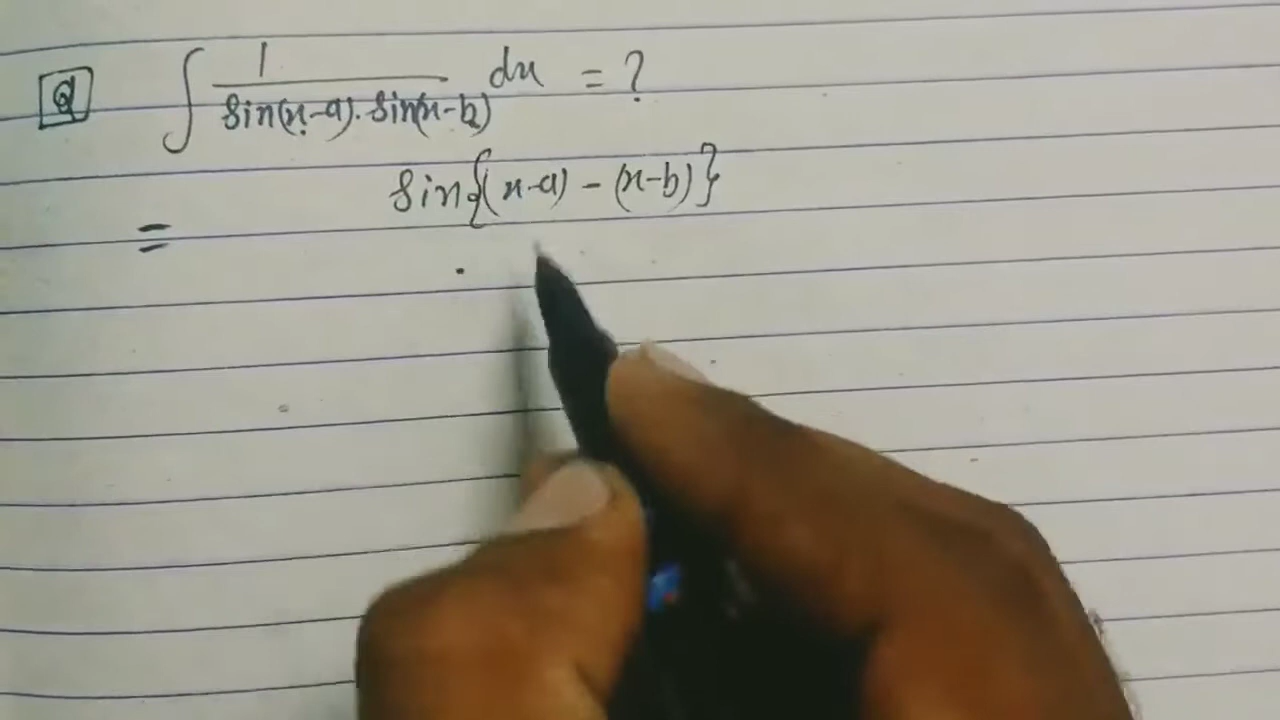 Q ∫ 1/(sin(x-a).sin(x-b)) dx = ?
= sin{(x-a) - (x-b)}